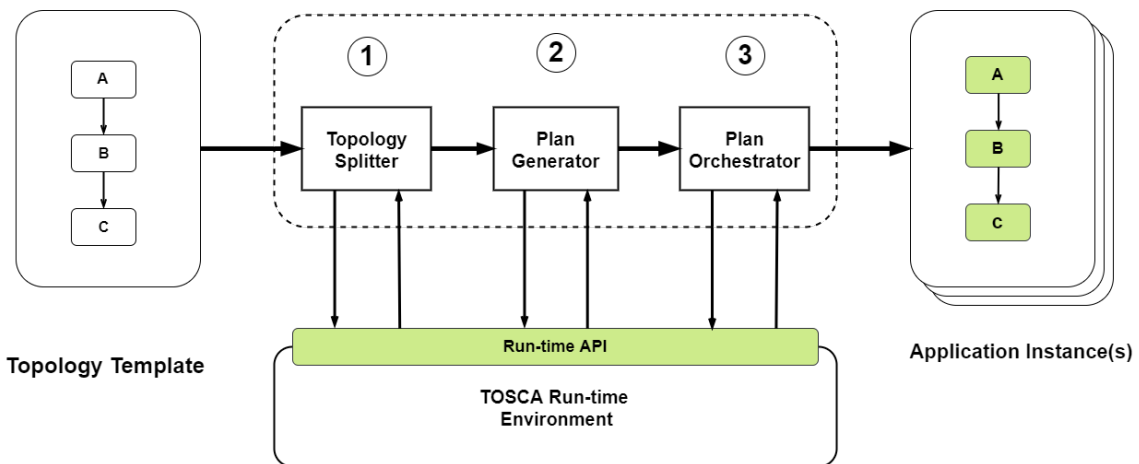 A
B
C
Topology Template
1
2
3
Topology
Splitter
Plan
Generator
Plan
Orchestrator
Run-time API
TOSCA Run-time
Environment
A
B
C
Application Instance(s)